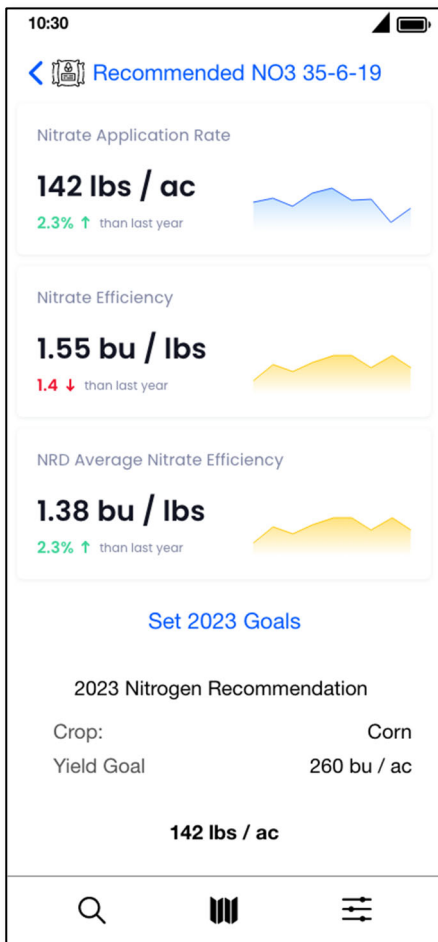 10:30
Recommended NO3 35-6-19
Nitrate Application Rate
142 lbs / ac
2.3% ↑ than last year
Nitrate Efficiency
1.55 bu / lbs
1.4 ↓ than last year
NRD Average Nitrate Efficiency
1.38 bu / lbs
2.3% ↑ than last year
Set 2023 Goals
2023 Nitrogen Recommendation
Crop: Corn
Yield Goal 260 bu / ac
142 lbs / ac